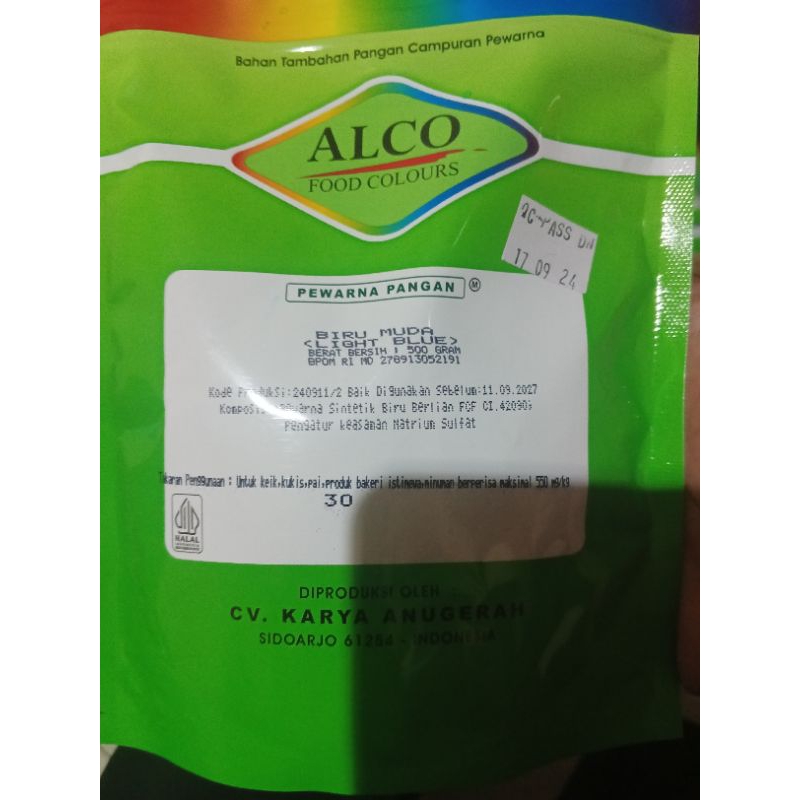 Bahan Tambahan Pangan Campuran Pewarna
ALCO
FOOD COLOURS
QC-PASS
17 09 24
PEWARNA PANGAN M
BIRU MUDA
<LIGHT BLUE>
BERAT BERSIH : 500 GRAM
BPOM RI MD 278913052191
Kode Produksi:240911/2 Baik Digunakan Sebelum:11.09.2027
Pewarna Sintetik Biru Berlian FCF CI.42090;
Pengatur keasaman Natrium Sulfat
Takaran Penggunaan : Untuk keik,kukis,pai,produk bakeri istimewa,minuman berperisa maksimal 550 mg/kg
30
HALAL
DIPRODUKSI OLEH
CV. KARYA ANUGERAH
SIDOARJO - INDONESIA